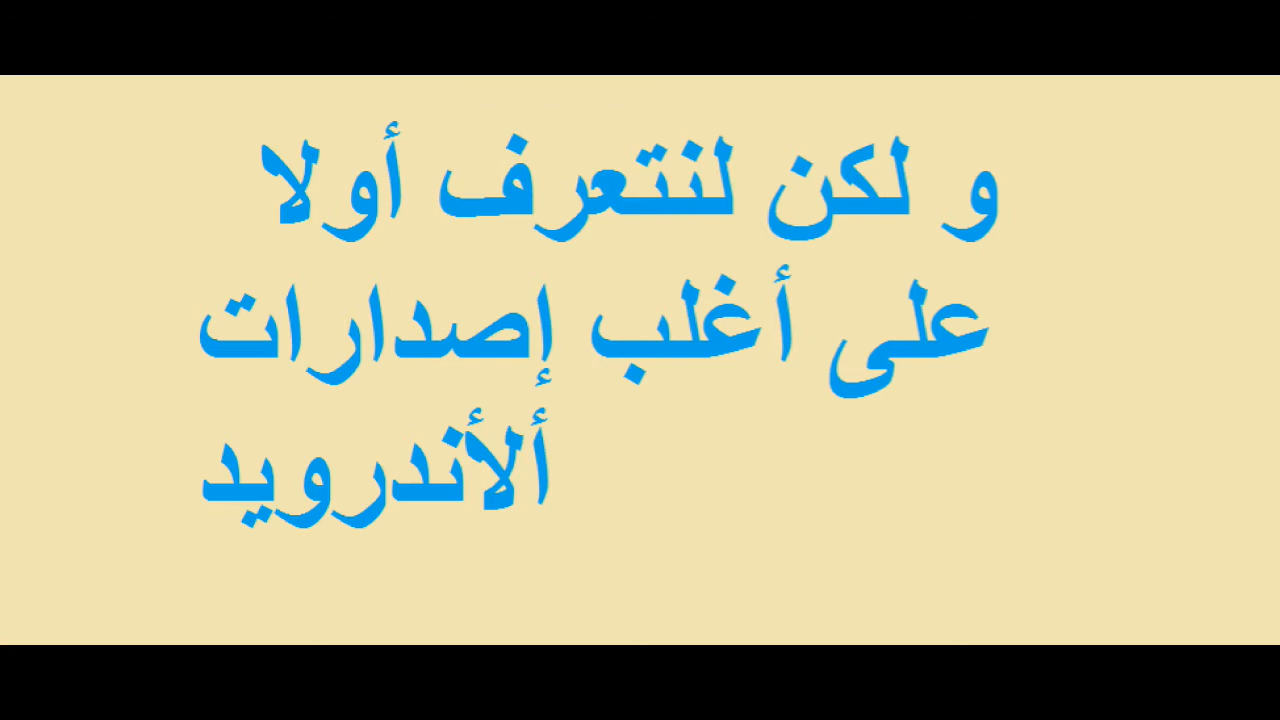 و لكن لنتعرف أولا
على أغلب إصدارات
ألأندرويد